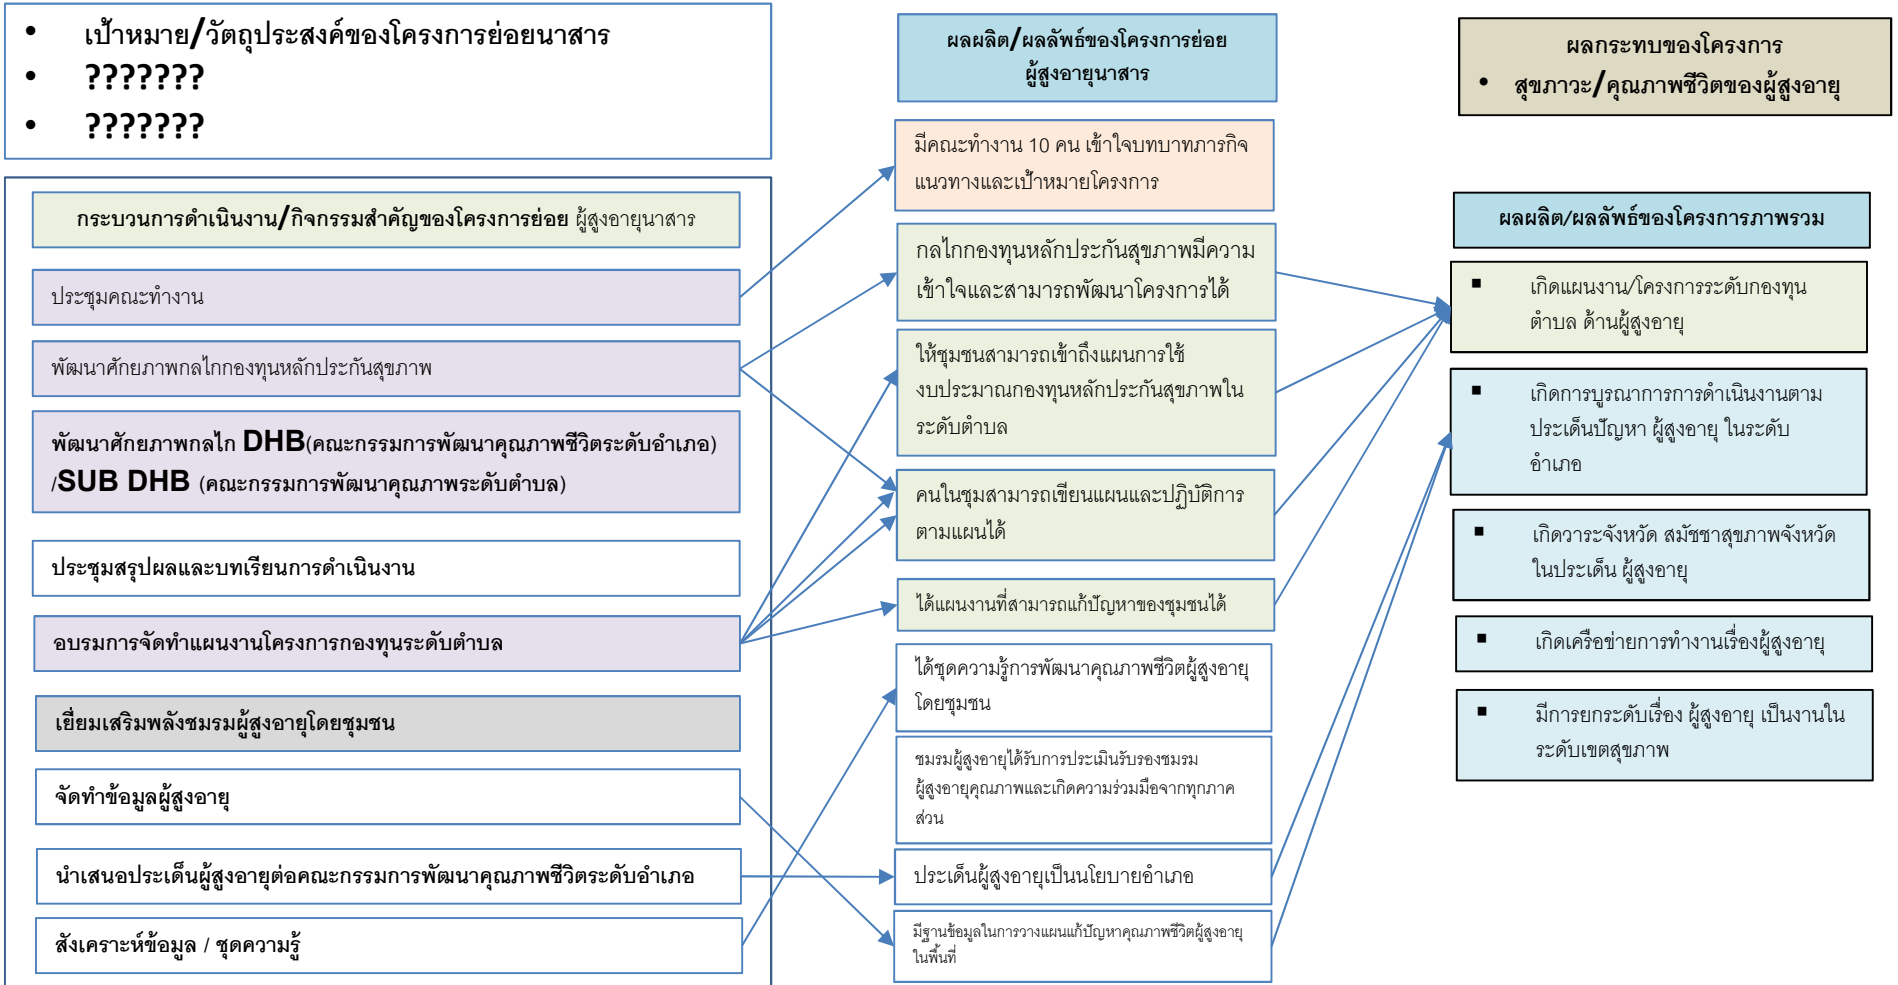 • เป้าหมาย/วัตถุประสงค์ของโครงการย่อยนาสาร
• ???????
• ???????
กระบวนการดำเนินงาน/กิจกรรมสำคัญของโครงการย่อย ผู้สูงอายุนาสาร
ประชุมคณะทำงาน
พัฒนาศักยภาพกลไกกองทุนหลักประกันสุขภาพ
พัฒนาศักยภาพกลไก DHB(คณะกรรมการพัฒนาคุณภาพชีวิตระดับอำเภอ)
/SUB DHB (คณะกรรมการพัฒนาคุณภาพระดับตำบล)
ประชุมสรุปผลและบทเรียนการดำเนินงาน
อบรมการจัดทำแผนงานโครงการกองทุนระดับตำบล
เยี่ยมเสริมพลังชมรมผู้สูงอายุโดยชุมชน
จัดทำข้อมูลผู้สูงอายุ
นำเสนอประเด็นผู้สูงอายุต่อคณะกรรมการพัฒนาคุณภาพชีวิตระดับอำเภอ
สังเคราะห์ข้อมูล / ชุดความรู้
ผลผลิต/ผลลัพธ์ของโครงการย่อย
ผู้สูงอายุนาสาร
มีคณะทำงาน 10 คน เข้าใจบทบาทภารกิจ
แนวทางและเป้าหมายโครงการ
กลไกกองทุนหลักประกันสุขภาพมีความ
เข้าใจและสามารถพัฒนาโครงการได้
ให้ชุมชนสามารถเข้าถึงแผนการใช้
งบประมาณกองทุนหลักประกันสุขภาพใน
ระดับตำบล
คนในชุมสามารถเขียนแผนและปฏิบัติการ
ตามแผนได้
ได้แผนงานที่สามารถแก้ปัญหาของชุมชนได้
ได้ชุดความรู้การพัฒนาคุณภาพชีวิตผู้สูงอายุ
โดยชุมชน
ชมรมผู้สูงอายุได้รับการประเมินรับรองชมรม
ผู้สูงอายุคุณภาพและเกิดความร่วมมือจากทุกภาค
ส่วน
ประเด็นผู้สูงอายุเป็นนโยบายอำเภอ
มีฐานข้อมูลในการวางแผนแก้ปัญหาคุณภาพชีวิตผู้สูงอายุ
ในพื้นที่
ผลกระทบของโครงการ
• สุขภาวะ/คุณภาพชีวิตของผู้สูงอายุ
ผลผลิต/ผลลัพธ์ของโครงการภาพรวม
▪ เกิดแผนงาน/โครงการระดับกองทุน
ตำบล ด้านผู้สูงอายุ
▪ เกิดการบูรณาการการดำเนินงานตาม
ประเด็นปัญหา ผู้สูงอายุ ในระดับ
อำเภอ
▪ เกิดวาระจังหวัด สมัชชาสุขภาพจังหวัด
ในประเด็น ผู้สูงอายุ
▪ เกิดเครือข่ายการทำงานเรื่องผู้สูงอายุ
▪ มีการยกระดับเรื่อง ผู้สูงอายุ เป็นงานใน
ระดับเขตสุขภาพ